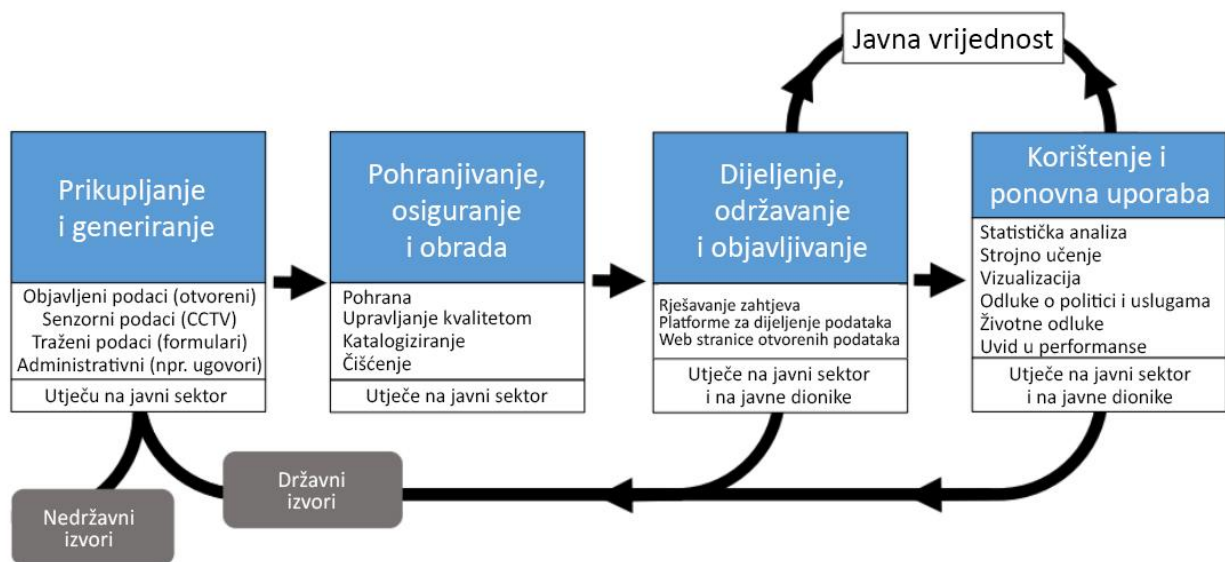 Javna vrijednost
Prikupljanje
i generiranje
Objavljeni podaci (otvoreni)
Senzorni podaci (CCTV)
Traženi podaci (formulari)
Administrativni (npr. ugovori)
Utječu na javni sektor
Pohranjivanje,
osiguranje
i obrada
Pohrana
Upravljanje kvalitetom
Katalogiziranje
Čišćenje
Utječe na javni sektor
Dijeljenje,
održavanje
i objavljivanje
Rješavanje zahtjeva
Platforme za dijeljenje podataka
Web stranice otvorenih podataka
Utječe na javni sektor
i na javne dionike
Korištenje i
ponovna uporaba
Statistička analiza
Strojno učenje
Vizualizacija
Odluke o politici i uslugama
Životne odluke
Uvid u performanse
Utječe na javni sektor
i na javne dionike
Državni
izvori
Nedržavni
izvori